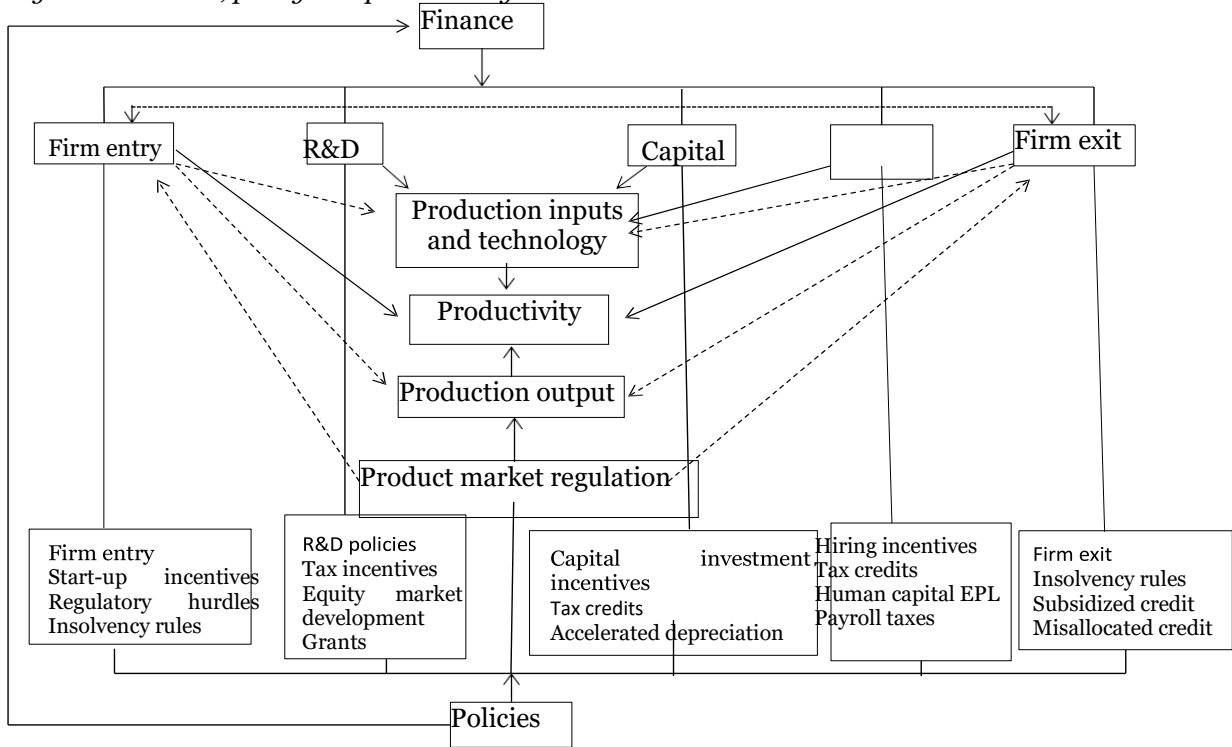 Finance
Firm entry
R&D
Capital
Firm exit
Production inputs
and technology
Productivity
Production output
Product market regulation
Firm entry
Start-up incentives
Regulatory hurdles
Insolvency rules
R&D policies
Tax incentives
Equity market
development
Grants
Capital investment
incentives
Tax credits
Accelerated depreciation
Hiring incentives
Tax credits
Human capital EPL
Payroll taxes
Firm exit
Insolvency rules
Subsidized credit
Misallocated credit
Policies